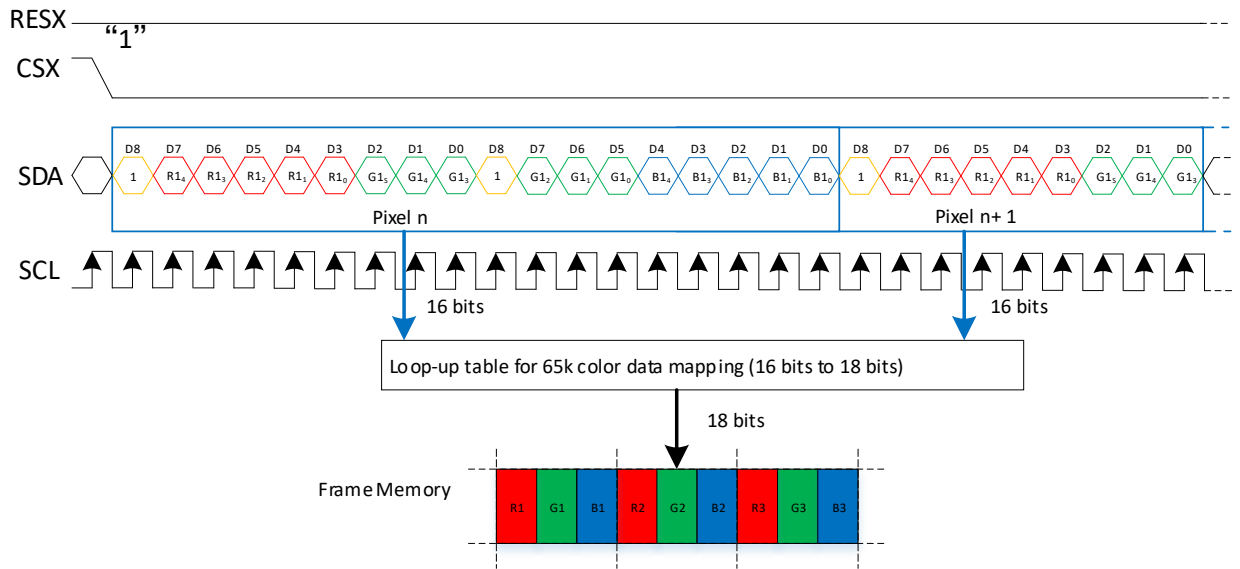 RESX
“1”
CSX
D8 D7 D6 D5 D4 D3 D2 D1 D0 D8 D7 D6 D5 D4 D3 D2 D1 D0 D8 D7 D6 D5 D4 D3 D2 D1 D0
SDA 1 R1₄ R1₃ R1₂ R1₁ R1₀ G1₅ G1₄ G1₃ 1 G1₂ G1₁ G1₀ B1₄ B1₃ B1₂ B1₁ B1₀ 1 R1₄ R1₃ R1₂ R1₁ R1₀ G1₅ G1₄ G1₃
Pixel n Pixel n+ 1
SCL
16 bits 16 bits
Loop-up table for 65k color data mapping (16 bits to 18 bits)
18 bits
Frame Memory
R1 G1 B1 R2 G2 B2 R3 G3 B3